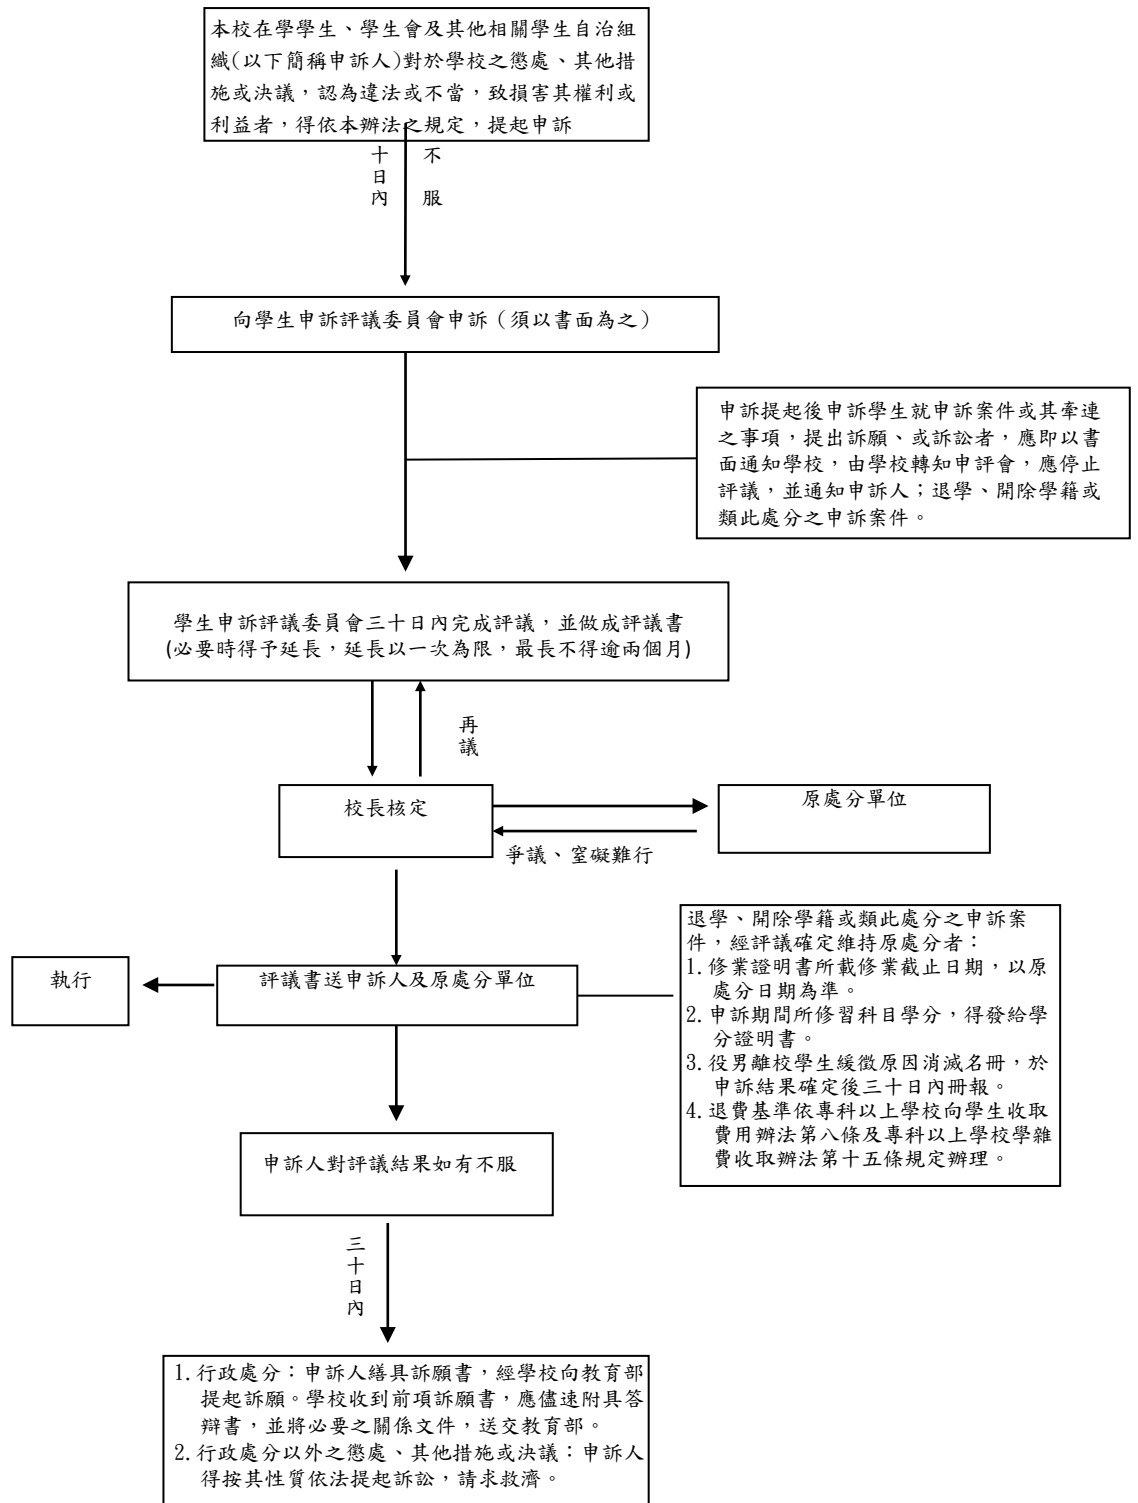 本校在學學生、學生會及其他相關學生自治組
織(以下簡稱申訴人)對於學校之懲處、其他措
施或決議，認為違法或不當，致損害其權利或
利益者，得依本辦法之規定，提起申訴
十日內
不服
向學生申訴評議委員會申訴（須以書面為之）
申訴提起後申訴學生就申訴案件或其牽連
之事項，提出訴願、或訴訟者，應即以書
面通知學校，由學校轉知申評會，應停止
評議，並通知申訴人；退學、開除學籍或
類此處分之申訴案件。
學生申訴評議委員會三十日內完成評議，並做成評議書
(必要時得予延長，延長以一次為限，最長不得逾兩個月)
再議
校長核定
原處分單位
爭議、窒礙難行
退學、開除學籍或類此處分之申訴案
件，經評議確定維持原處分者：
1.修業證明書所載修業截止日期，以原
處分日期為準。
2.申訴期間所修習科目學分，得發給學
分證明書。
3.役男離校學生緩徵原因消滅名冊，於
申訴結果確定後三十日內冊報。
4.退費基準依專科以上學校向學生收取
費用辦法第八條及專科以上學校學雜
費收取辦法第十五條規定辦理。
執行
評議書送申訴人及原處分單位
申訴人對評議結果如有不服
三十日內
1.行政處分：申訴人繕具訴願書，經學校向教育部
提起訴願。學校收到前項訴願書，應儘速附具答
辯書，並將必要之關係文件，送交教育部。
2.行政處分以外之懲處、其他措施或決議：申訴人
得按其性質依法提起訴訟，請求救濟。